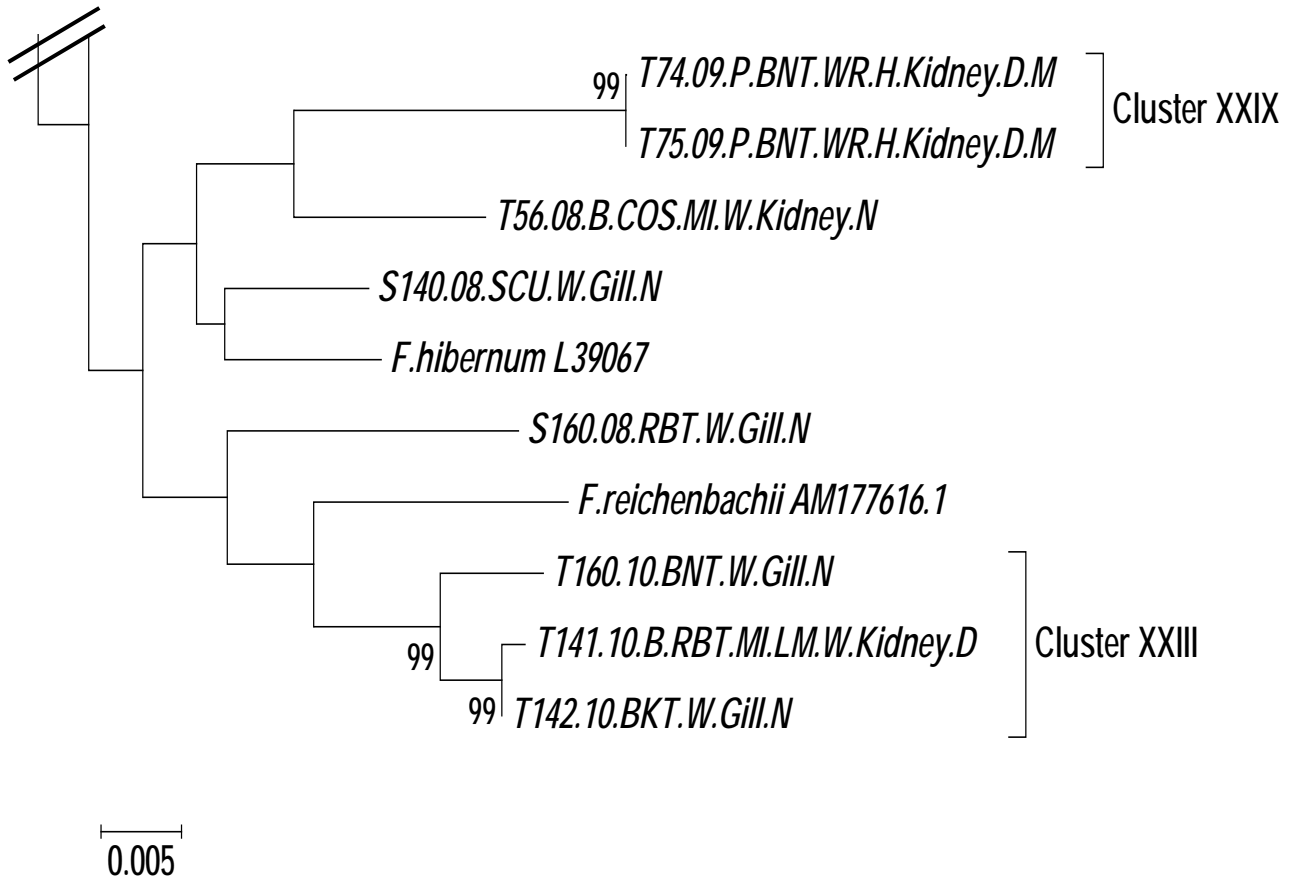 99
T74.09.P.BNT.WR.H.Kidney.D.M
T75.09.P.BNT.WR.H.Kidney.D.M
Cluster XXIX
T56.08.B.COS.MI.W.Kidney.N
S140.08.SCU.W.Gill.N
F.hibernum L39067
S160.08.RBT.W.Gill.N
F.reichenbachii AM177616.1
T160.10.BNT.W.Gill.N
99
T141.10.B.RBT.MI.LM.W.Kidney.D
Cluster XXIII
99
T142.10.BKT.W.Gill.N
0.005